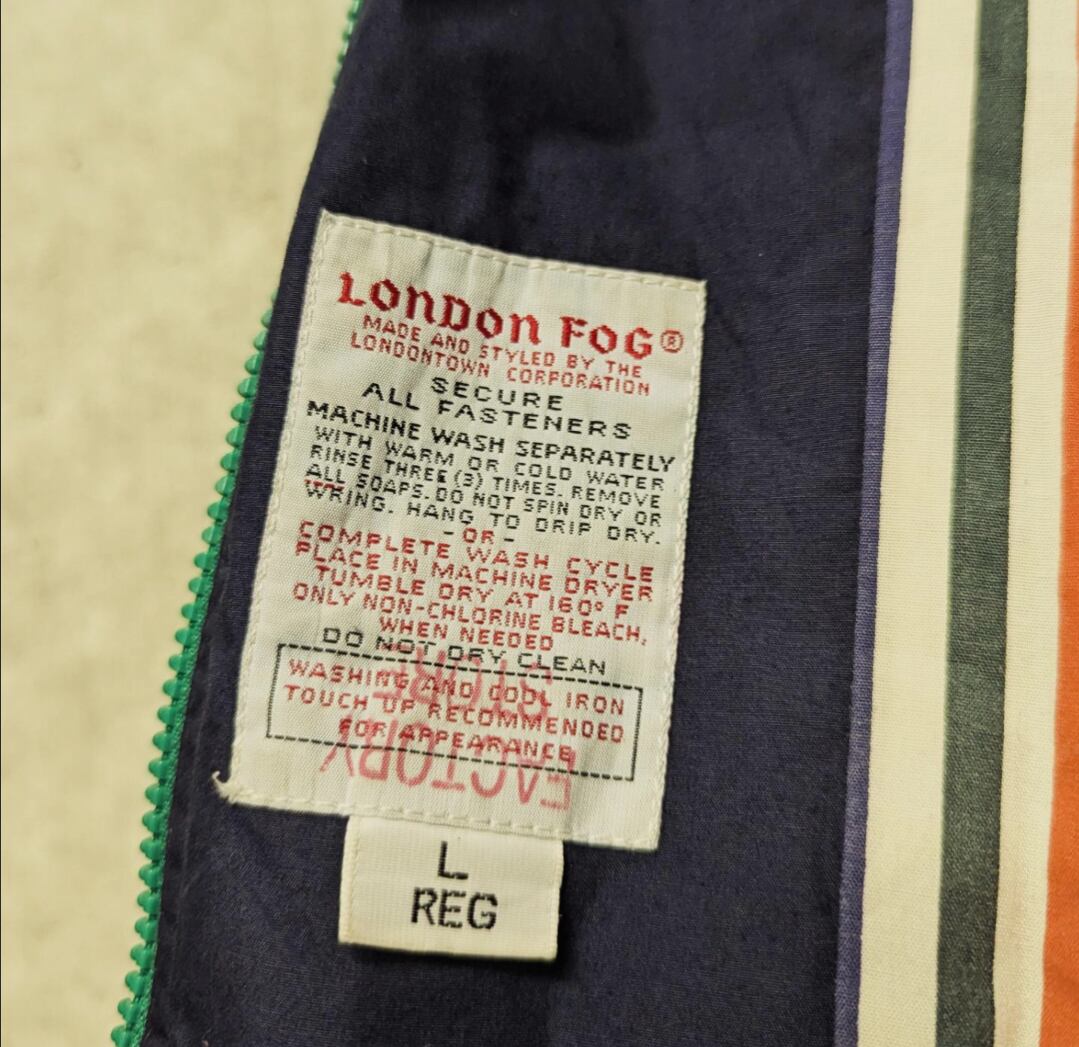 LONDON FOG®
MADE AND STYLED BY THE
LONDONTOWN CORPORATION
SECURE
ALL FASTENERS
MACHINE WASH SEPARATELY
WITH WARM OR COLD WATER
RINSE THREE (3) TIMES. REMOVE
ALL SOAPS. DO NOT SPIN DRY OR
WRING. HANG TO DRIP DRY.
- OR -
COMPLETE WASH CYCLE
PLACE IN MACHINE DRYER
TUMBLE DRY AT 160° F
ONLY NON-CHLORINE BLEACH,
WHEN NEEDED
DO NOT DRY CLEAN
WASHING AND COOL IRON
TOUCH UP RECOMMENDED
FOR APPEARANCE
FACTORY
STORE
L
REG